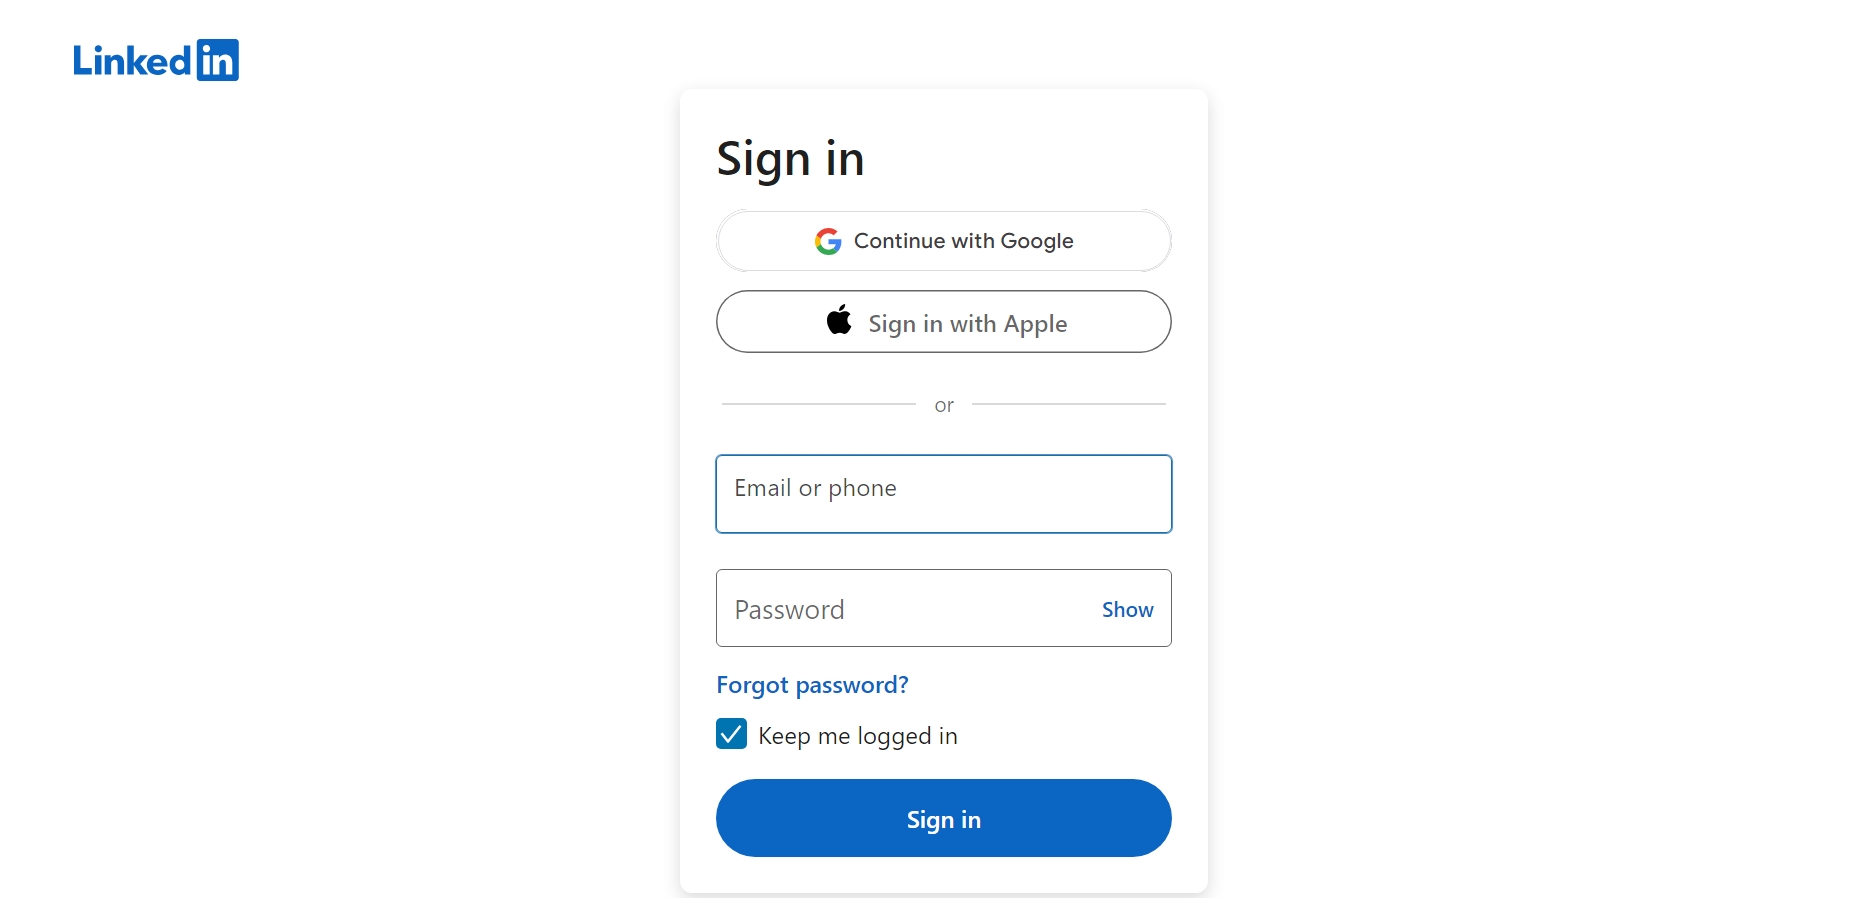 LinkedIn
Sign in
Continue with Google
Sign in with Apple
or
Email or phone
Password Show
Forgot password?
Keep me logged in
Sign in